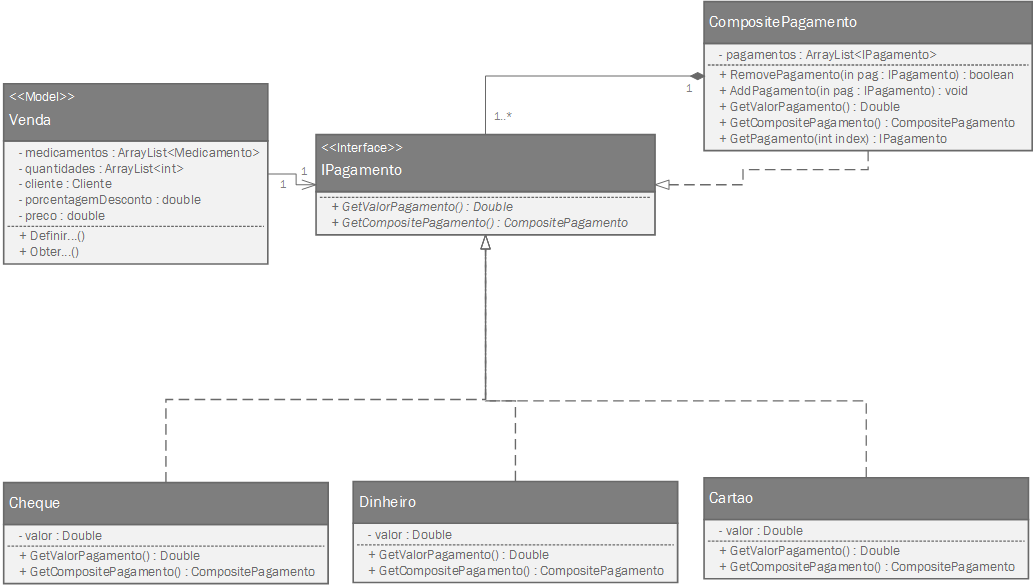 CompositePagamento
- pagamentos : ArrayList<IPagamento>
+ RemovePagamento(in pag : IPagamento) : boolean
+ AddPagamento(in pag : IPagamento) : void
+ GetValorPagamento() : Double
+ GetCompositePagamento() : CompositePagamento
+ GetPagamento(int index) : IPagamento
1
1..*
<<Model>>
Venda
- medicamentos : ArrayList<Medicamento>
- quantidades : ArrayList<int>
- cliente : Cliente
- porcentagemDesconto : double
- preco : double
+ Definir...()
+ Obter...()
1
1
<<Interface>>
IPagamento
+ GetValorPagamento() : Double
+ GetCompositePagamento() : CompositePagamento
Cheque
- valor : Double
+ GetValorPagamento() : Double
+ GetCompositePagamento() : CompositePagamento
Dinheiro
- valor : Double
+ GetValorPagamento() : Double
+ GetCompositePagamento() : CompositePagamento
Cartao
- valor : Double
+ GetValorPagamento() : Double
+ GetCompositePagamento() : CompositePagamento